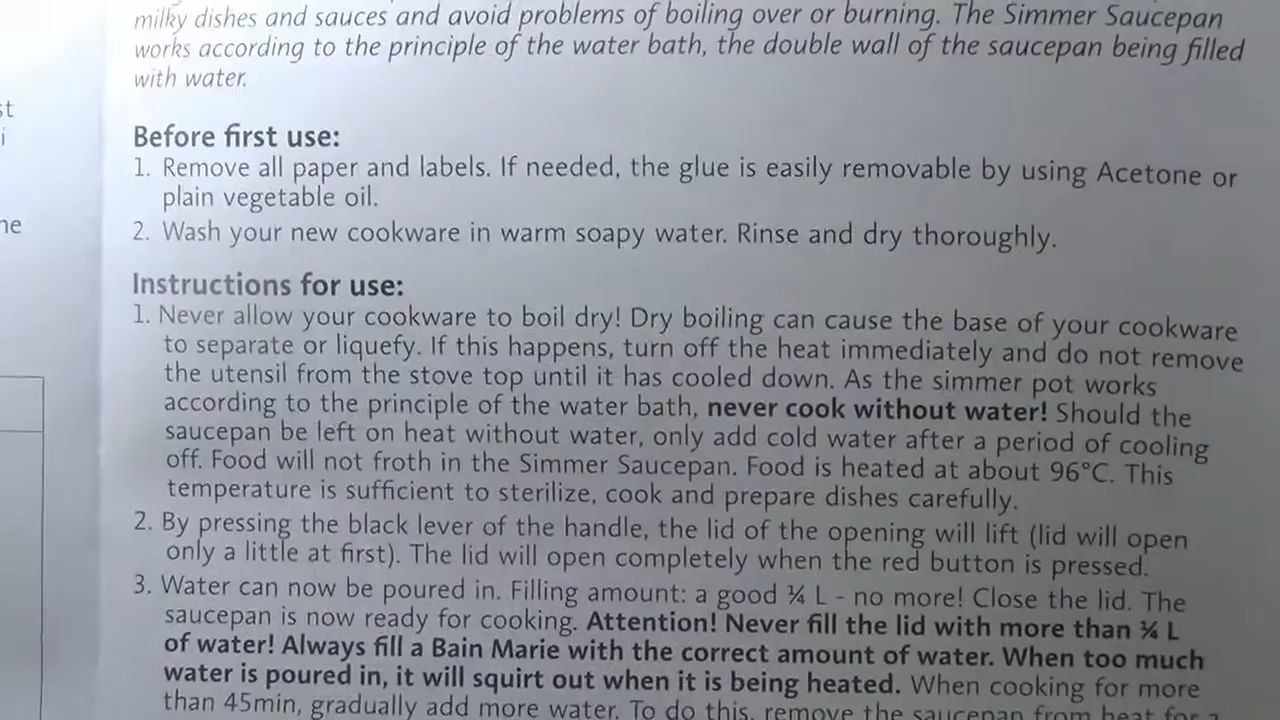 milky dishes and sauces and avoid problems of boiling over or burning. The Simmer Saucepan
works according to the principle of the water bath, the double wall of the saucepan being filled
with water.
Before first use:
1. Remove all paper and labels. If needed, the glue is easily removable by using Acetone or
plain vegetable oil.
2. Wash your new cookware in warm soapy water. Rinse and dry thoroughly.
Instructions for use:
1. Never allow your cookware to boil dry! Dry boiling can cause the base of your cookware
to separate or liquefy. If this happens, turn off the heat immediately and do not remove
the utensil from the stove top until it has cooled down. As the simmer pot works
according to the principle of the water bath, never cook without water! Should the
saucepan be left on heat without water, only add cold water after a period of cooling
off. Food will not froth in the Simmer Saucepan. Food is heated at about 96°C. This
temperature is sufficient to sterilize, cook and prepare dishes carefully.
2. By pressing the black lever of the handle, the lid of the opening will lift (lid will open
only a little at first). The lid will open completely when the red button is pressed.
3. Water can now be poured in. Filling amount: a good ¼ L - no more! Close the lid. The
saucepan is now ready for cooking. Attention! Never fill the lid with more than ¼ L
of water! Always fill a Bain Marie with the correct amount of water. When too much
water is poured in, it will squirt out when it is being heated. When cooking for more
than 45min, gradually add more water. To do this, remove the saucepan from heat for a